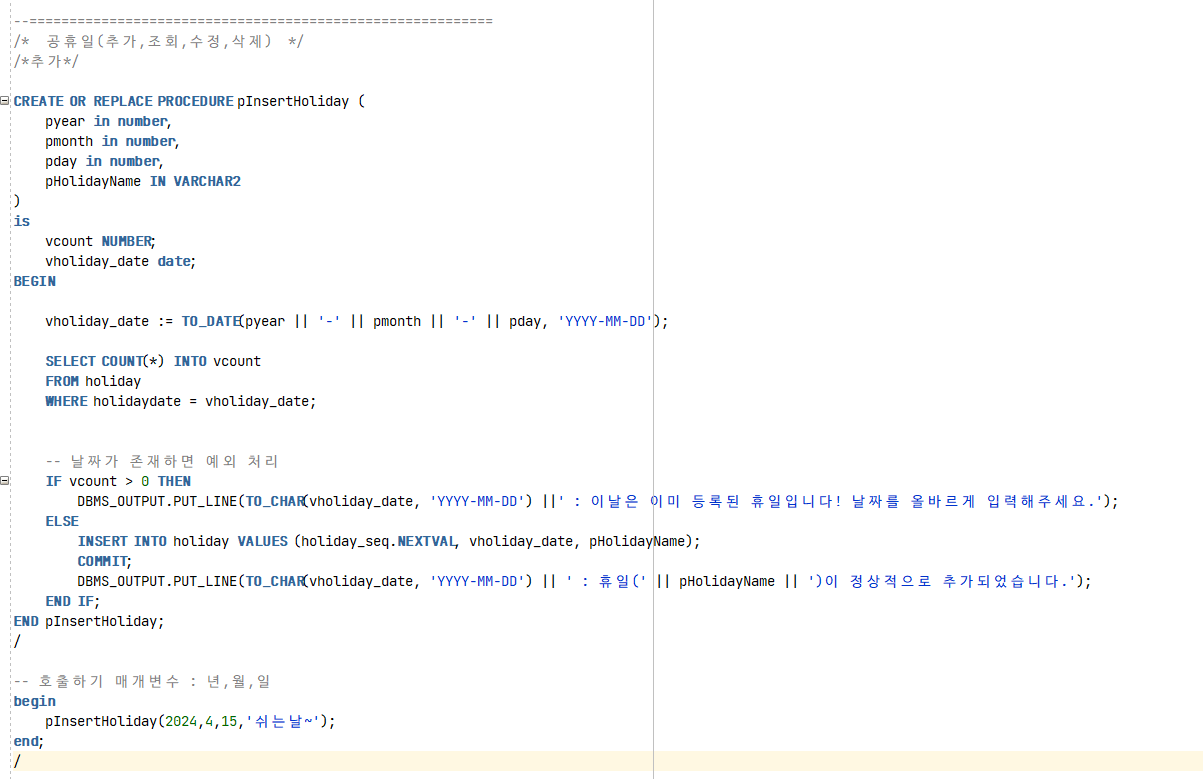 --==========================================================
/*  공휴일(추가,조회,수정,삭제)  */
/*추가*/
CREATE OR REPLACE PROCEDURE pInsertHoliday (
    pyear in number,
    pmonth in number,
    pday in number,
    pHolidayName IN VARCHAR2
)
is
    vcount NUMBER;
    vholiday_date date;
BEGIN
    vholiday_date := TO_DATE(pyear || '-' || pmonth || '-' || pday, 'YYYY-MM-DD');
    SELECT COUNT(*) INTO vcount
    FROM holiday
    WHERE holidaydate = vholiday_date;
    -- 날짜가 존재하면 예외 처리
    IF vcount > 0 THEN
        DBMS_OUTPUT.PUT_LINE(TO_CHAR(vholiday_date, 'YYYY-MM-DD') ||' : 이날은 이미 등록된 휴일입니다! 날짜를 올바르게 입력해주세요.');
    ELSE
        INSERT INTO holiday VALUES (holiday_seq.NEXTVAL, vholiday_date, pHolidayName);
        COMMIT;
        DBMS_OUTPUT.PUT_LINE(TO_CHAR(vholiday_date, 'YYYY-MM-DD') || ' : 휴일(' || pHolidayName || ')이 정상적으로 추가되었습니다.');
    END IF;
END pInsertHoliday;
/
-- 호출하기 매개변수 : 년,월,일
begin
    pInsertHoliday(2024,4,15,'쉬는날~');
end;
/